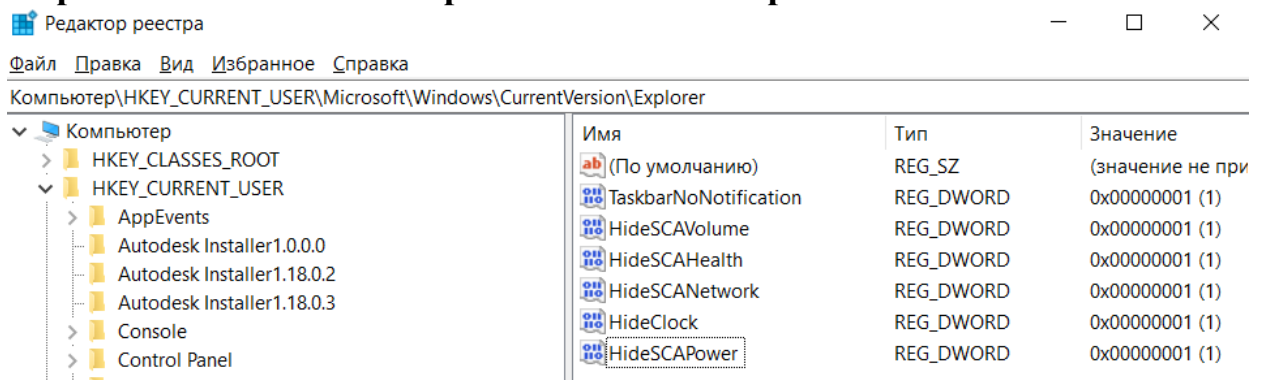 Редактор реестра
Файл Правка Вид Избранное Справка
Компьютер\HKEY_CURRENT_USER\Microsoft\Windows\CurrentVersion\Explorer
Компьютер
HKEY_CLASSES_ROOT
HKEY_CURRENT_USER
AppEvents
Autodesk Installer1.0.0.0
Autodesk Installer1.18.0.2
Autodesk Installer1.18.0.3
Console
Control Panel
Имя Тип Значение
(По умолчанию) REG_SZ (значение не при
TaskbarNoNotification REG_DWORD 0x00000001 (1)
HideSCAVolume REG_DWORD 0x00000001 (1)
HideSCAHealth REG_DWORD 0x00000001 (1)
HideSCANetwork REG_DWORD 0x00000001 (1)
HideClock REG_DWORD 0x00000001 (1)
HideSCAPower REG_DWORD 0x00000001 (1)